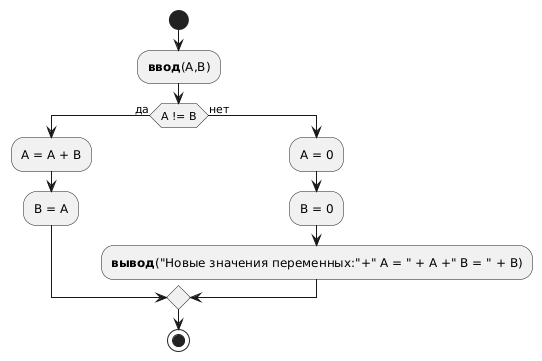 ввод(A,B)
да
A != B
нет
A = A + B
A = 0
B = A
B = 0
вывод("Новые значения переменных:"+" A = " + A +" B = " + B)